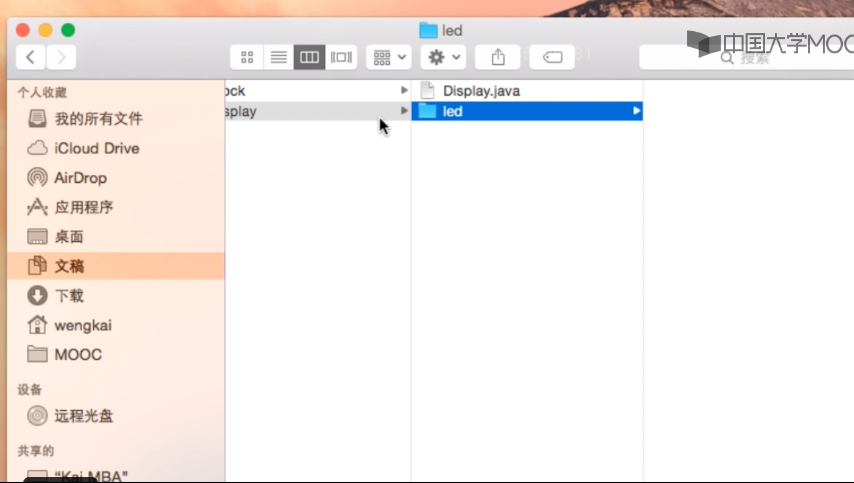 led
中国大学MOOC
搜索
个人收藏
我的所有文件
iCloud Drive
AirDrop
应用程序
桌面
文稿
下载
wengkai
MOOC
设备
远程光盘
共享的
“Kai MBA”
ock
splay
Display.java
led